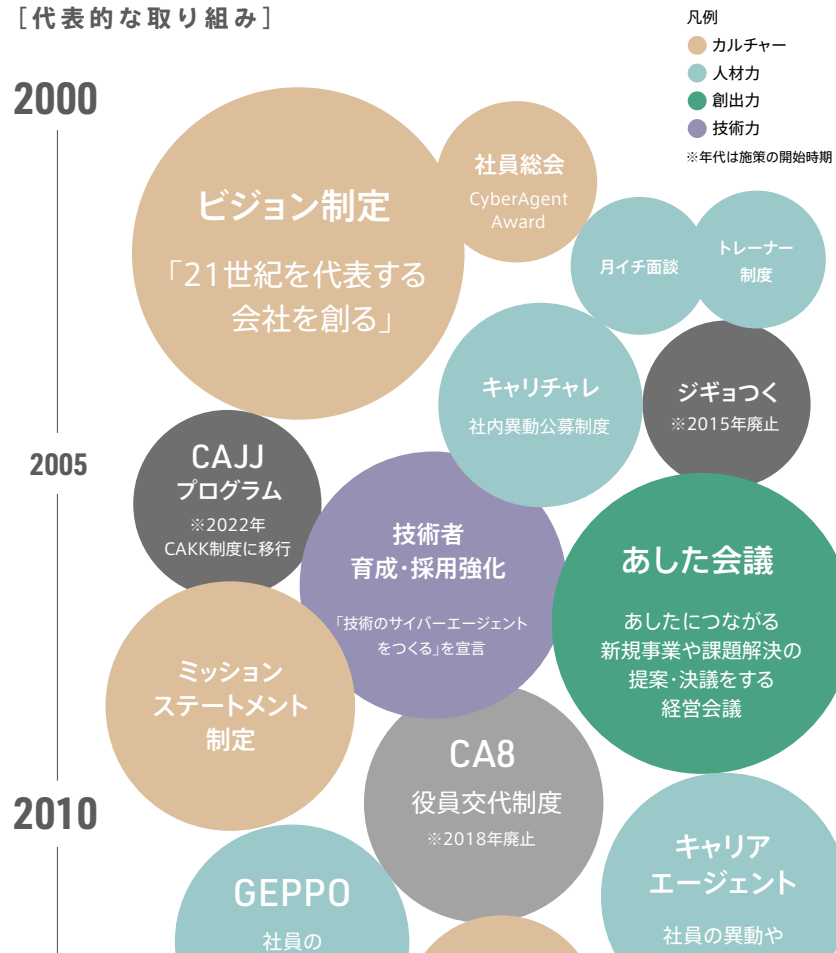 [代表的な取り組み]
凡例
カルチャー
人材力
創出力
技術力
※年代は施策の開始時期
2000
ビジョン制定
「21世紀を代表する
会社を創る」
社員総会
CyberAgent
Award
月イチ面談
トレーナー
制度
キャリチャレ
社内異動公募制度
ジギョつく
※2015年廃止
2005
CAJJ
プログラム
※2022年
CAKK制度に移行
技術者
育成・採用強化
「技術のサイバーエージェント
をつくる」を宣言
あした会議
あしたにつながる
新規事業や課題解決の
提案・決議をする
経営会議
ミッション
ステートメント
制定
CA8
役員交代制度
※2018年廃止
2010
GEPPO
社員の
キャリア
エージェント
社員の異動や